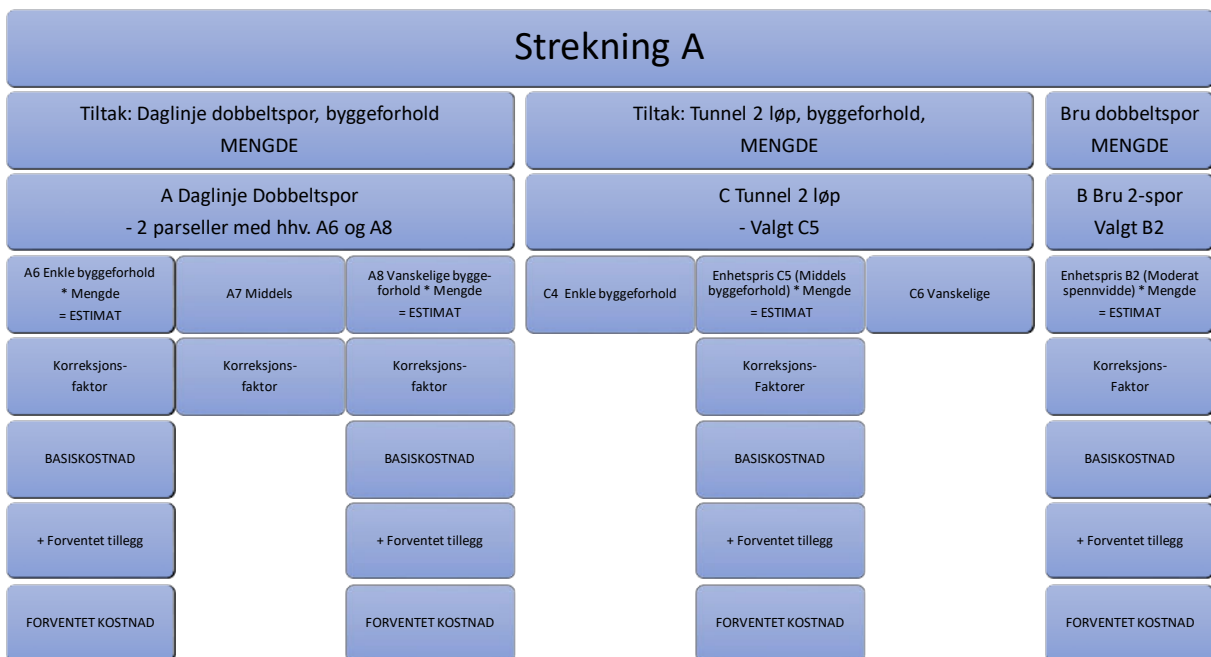 Strekning A
Tiltak: Daglinje dobbeltspor, byggeforhold
MENGDE
Tiltak: Tunnel 2 løp, byggeforhold,
MENGDE
Bru dobbeltspor
MENGDE
A Daglinje Dobbeltspor
- 2 parseller med hhv. A6 og A8
C Tunnel 2 løp
- Valgt C5
B Bru 2-spor
Valgt B2
A6 Enkle byggeforhold
* Mengde
= ESTIMAT
A7 Middels
A8 Vanskelige bygge-
forhold * Mengde
= ESTIMAT
C4  Enkle byggeforhold
Enhetspris C5 (Middels
byggeforhold) * Mengde
= ESTIMAT
C6 Vanskelige
Enhetspris B2 (Moderat
spennvidde) * Mengde
= ESTIMAT
Korreksjons-
faktor
Korreksjons-
faktor
Korreksjons-
faktor
Korreksjons-
Faktorer
Korreksjons-
Faktor
BASISKOSTNAD
BASISKOSTNAD
BASISKOSTNAD
BASISKOSTNAD
+ Forventet tillegg
+ Forventet tillegg
+ Forventet tillegg
+ Forventet tillegg
FORVENTET KOSTNAD
FORVENTET KOSTNAD
FORVENTET KOSTNAD
FORVENTET KOSTNAD